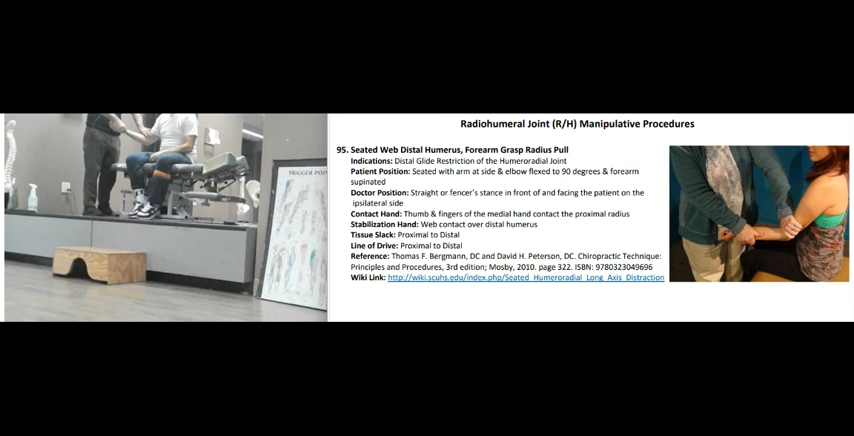 TRIGGER POI
Radiohumeral Joint (R/H) Manipulative Procedures
95. Seated Web Distal Humerus, Forearm Grasp Radius Pull
Indications: Distal Glide Restriction of the Humeroradial Joint
Patient Position: Seated with arm at side & elbow flexed to 90 degrees & forearm
supinated
Doctor Position: Straight or fencer's stance in front of and facing the patient on the
ipsilateral side
Contact Hand: Thumb & fingers of the medial hand contact the proximal radius
Stabilization Hand: Web contact over distal humerus
Tissue Slack: Proximal to Distal
Line of Drive: Proximal to Distal
Reference: Thomas F. Bergmann, DC and David H. Peterson, DC. Chiropractic Technique:
Principles and Procedures, 3rd edition; Mosby, 2010. page 322. ISBN: 9780323049696
Wiki Link: http://wiki.scuhs.edu/index.php/Seated_Humeroradial_Long_Axis_Distraction